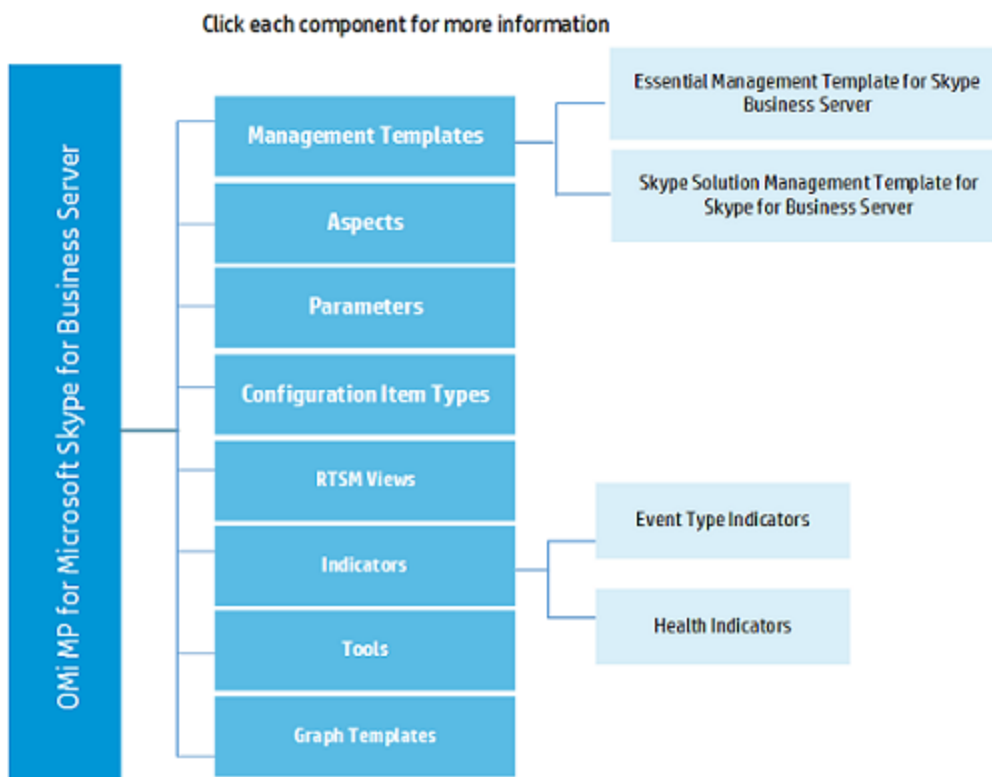 Click each component for more information
OMi MP for Microsoft Skype for Business Server
Management Templates
Essential Management Template for Skype
Business Server
Skype Solution Management Template for
Skype for Business Server
Aspects
Parameters
Configuration Item Types
RTSM Views
Indicators
Event Type Indicators
Health Indicators
Tools
Graph Templates